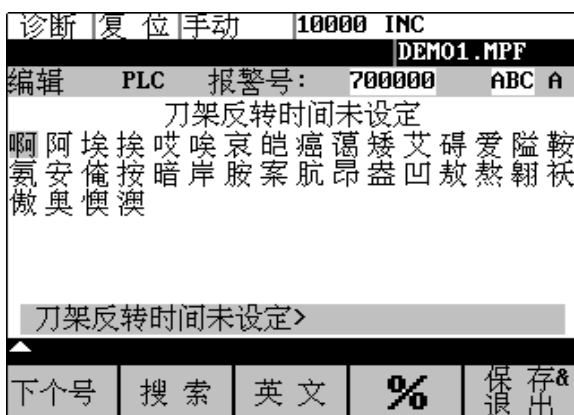 诊断 复 位 手动 10000 INC
DEMO1.MPF
编辑 PLC 报警号: 700000 ABC A
刀架反转时间未设定
啊 阿 埃 挨 哎 唉 哀 皑 癌 蔼 矮 艾 碍 爱 隘 鞍
氨 安 俺 按 暗 岸 胺 案 肮 昂 盎 凹 敖 熬 翱 袄
傲 奥 懊 澳
刀架反转时间未设定>
下个号 搜 索 英 文 % 保 存&
退 出